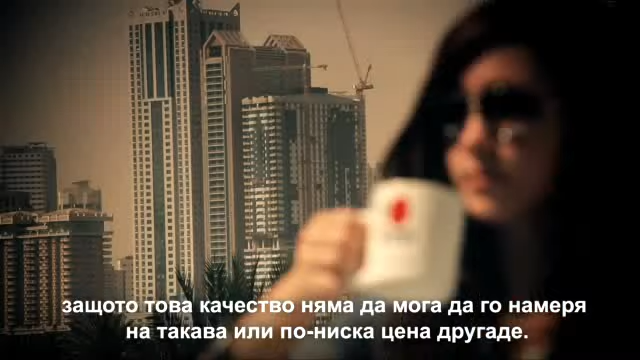 защото това качество няма да мога да го намеря
на такава или по-ниска цена другаде.